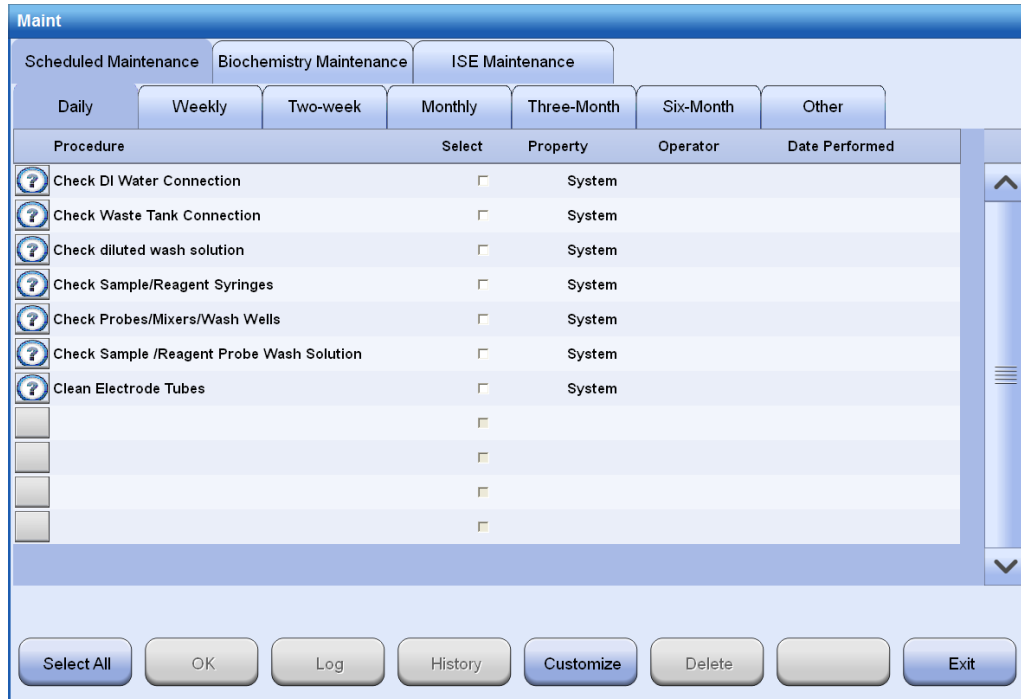 Maint
Scheduled Maintenance Biochemistry Maintenance ISE Maintenance
Daily Weekly Two-week Monthly Three-Month Six-Month Other
Procedure Select Property Operator Date Performed
? Check DI Water Connection System
? Check Waste Tank Connection System
? Check diluted wash solution System
? Check Sample/Reagent Syringes System
? Check Probes/Mixers/Wash Wells System
? Check Sample /Reagent Probe Wash Solution System
? Clean Electrode Tubes System
Select All OK Log History Customize Delete Exit